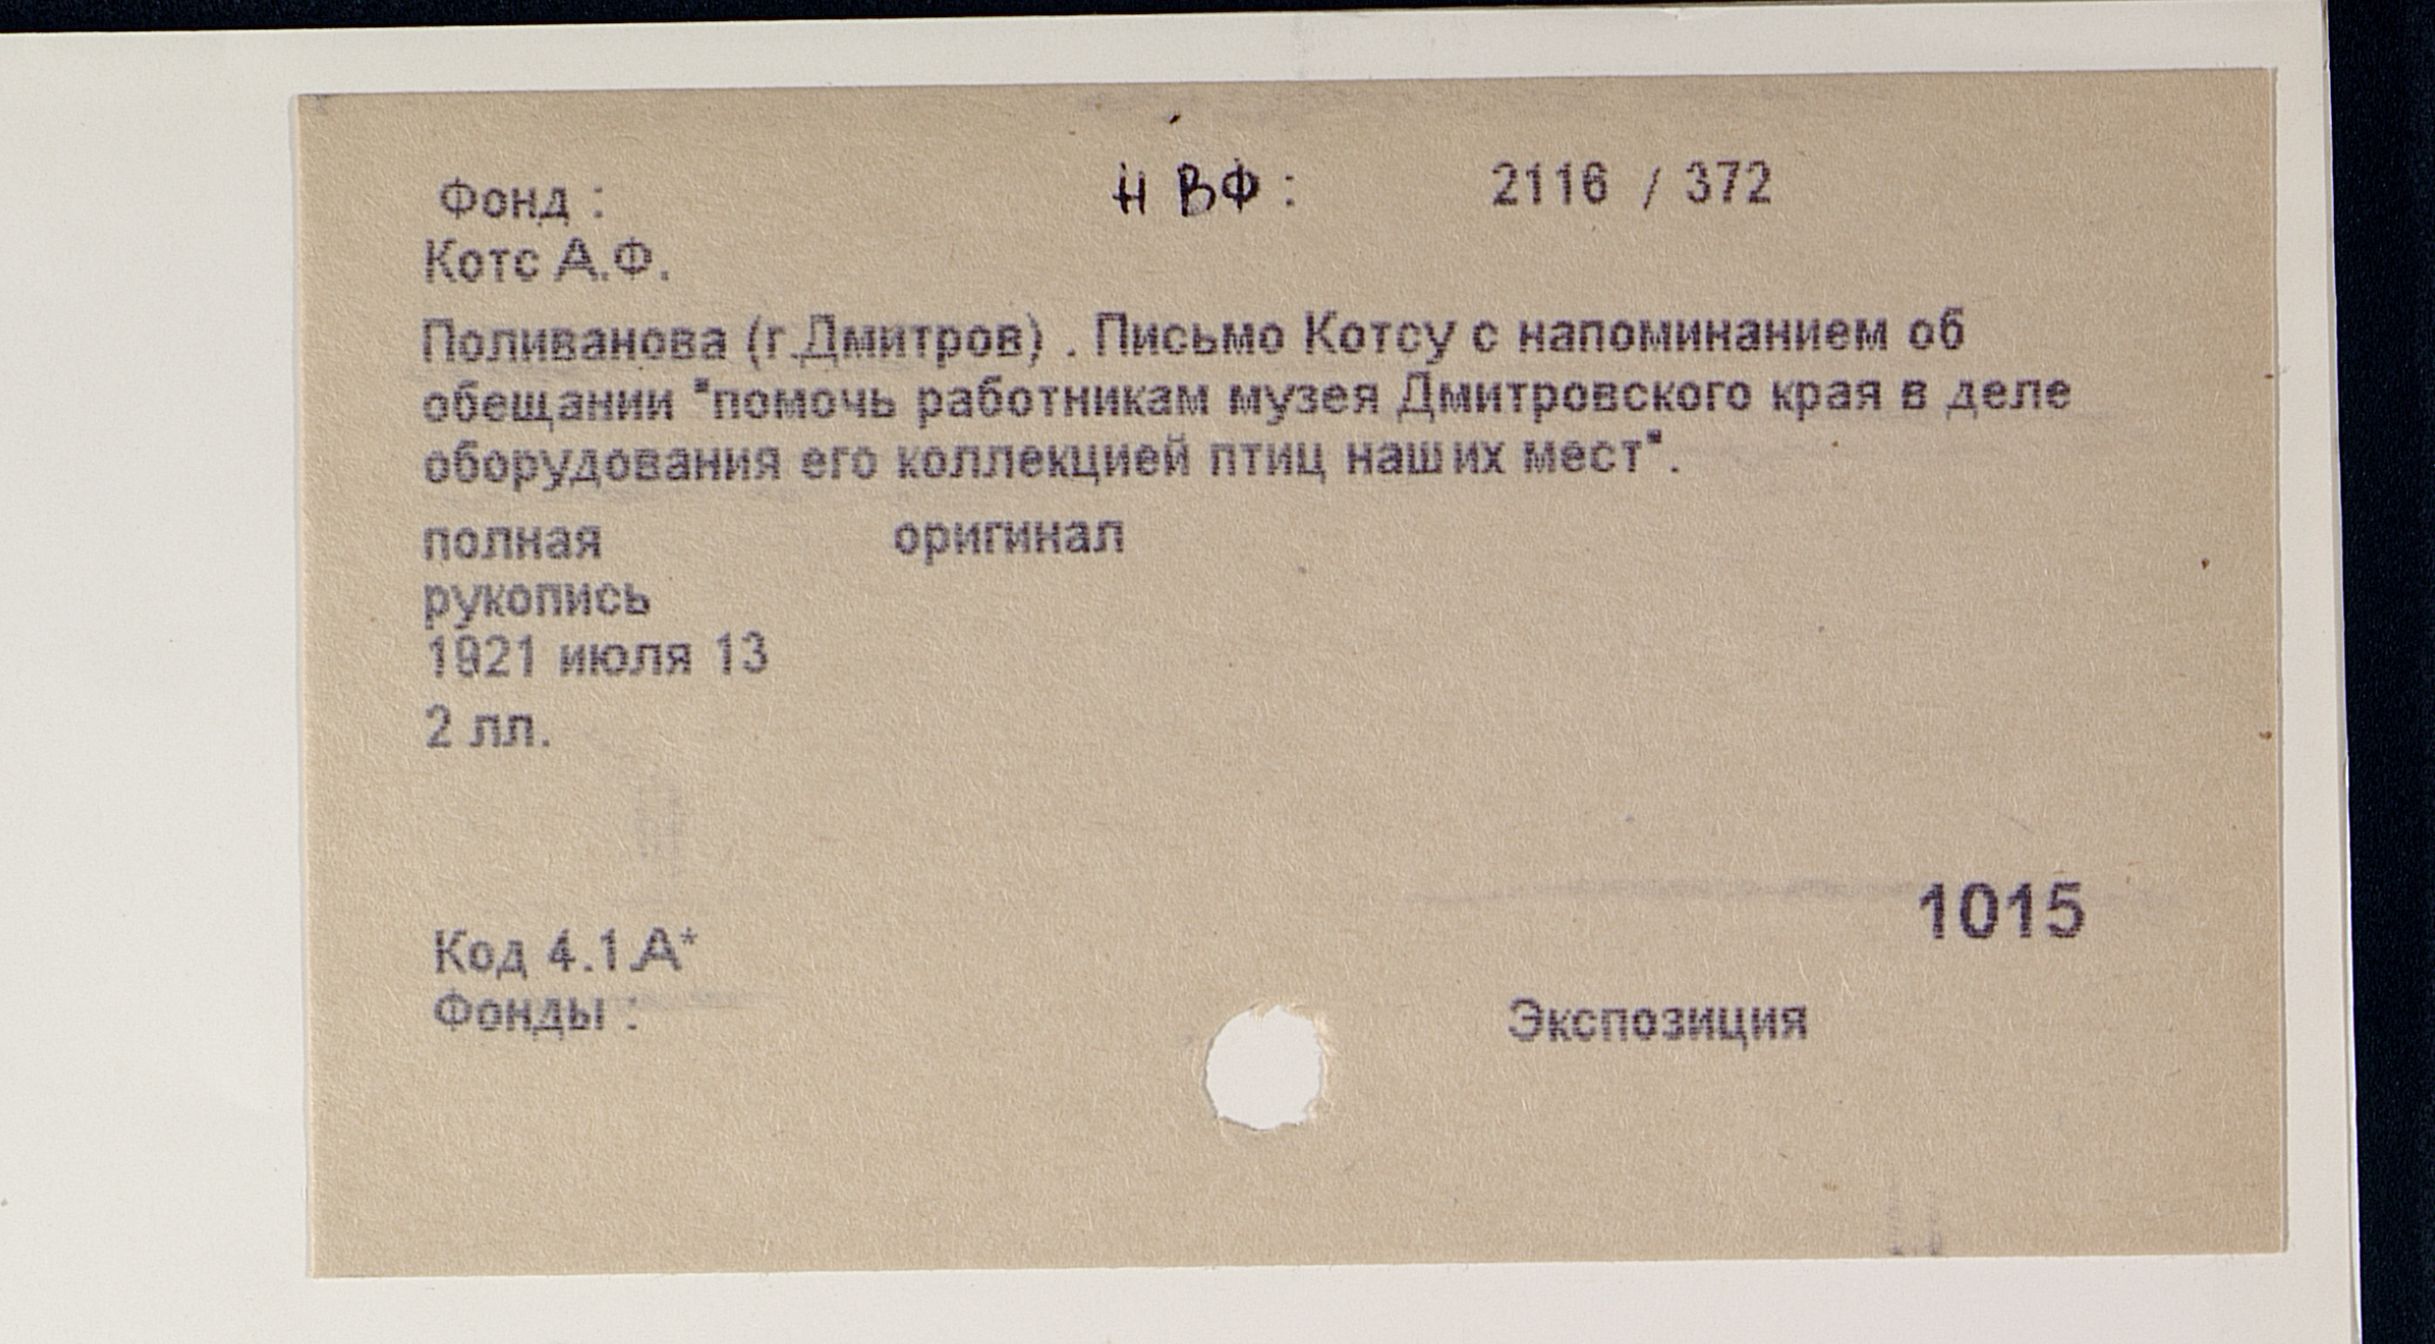 Фонд : НВФ : 2116 / 372
Котс А.Ф.
Поливанова (г.Дмитров) . Письмо Котсу с напоминанием об
обещании "помочь работникам музея Дмитровского края в деле
оборудования его коллекцией птиц наших мест".
полная оригинал
рукопись
1921 июля 13
2 лл.
1015
Код 4.1.А*
Фонды : Экспозиция